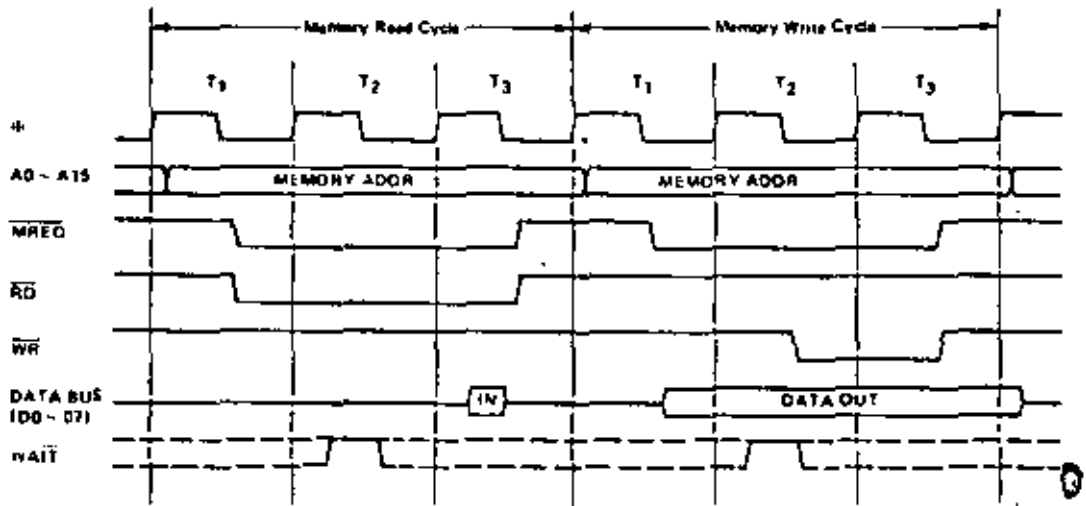 Memory Read Cycle Memory Write Cycle
T1 T2 T3 T1 T2 T3
Φ
A0 ~ A15 MEMORY ADDR MEMORY ADDR
MREQ
RD
WR
DATA BUS IN DATA OUT
(D0 ~ D7)
WAIT